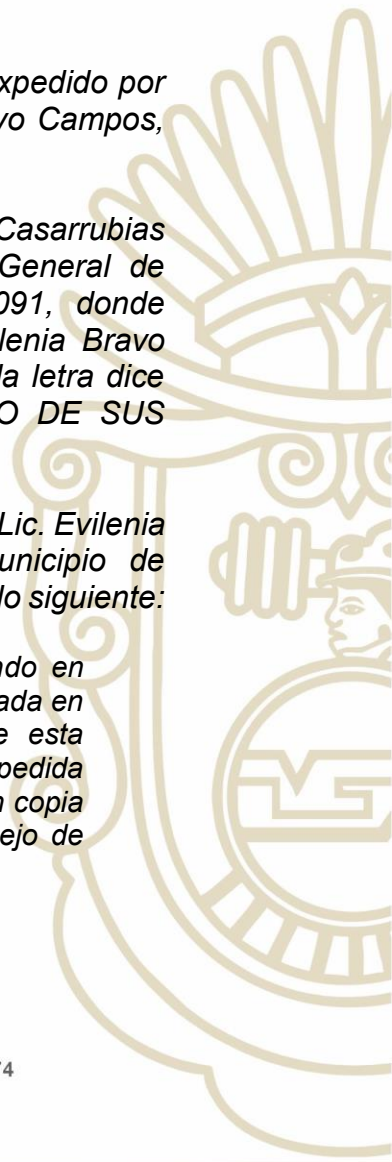 xpedido por
vo Campos,
Casarrubias
General de
091, donde
lenia Bravo
la letra dice
O DE SUS
Lic. Evilenia
unicipio de
lo siguiente:
ndo en
ada en
e esta
pedida
n copia
ejo de
74